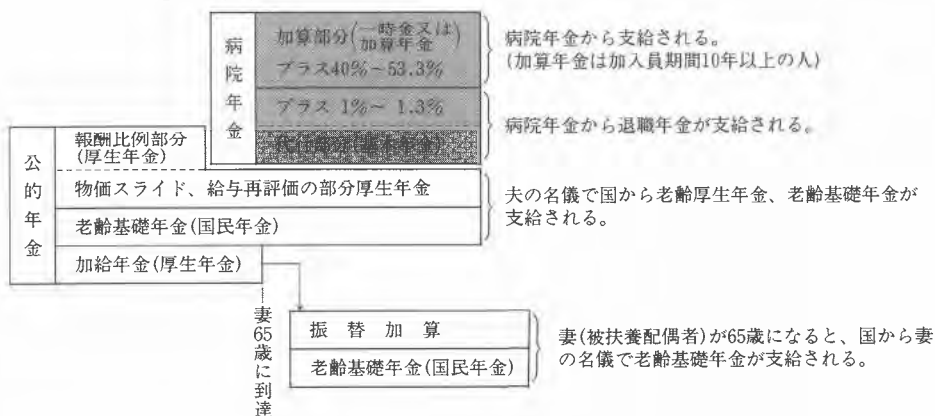 病院年金
加算部分(一時金又は加算年金)
プラス40%~53.3%
病院年金から支給される。
(加算年金は加入員期間10年以上の人)
プラス 1%~ 1.3%
代行部分(基本年金)
病院年金から退職年金が支給される。
公的年金
報酬比例部分
(厚生年金)
物価スライド、給与再評価の部分厚生年金
老齢基礎年金(国民年金)
夫の名儀で国から老齢厚生年金、老齢基礎年金が
支給される。
加給年金(厚生年金)
妻65歳に到達
振替加算
老齢基礎年金(国民年金)
妻(被扶養配偶者)が65歳になると、国から妻
の名儀で老齢基礎年金が支給される。